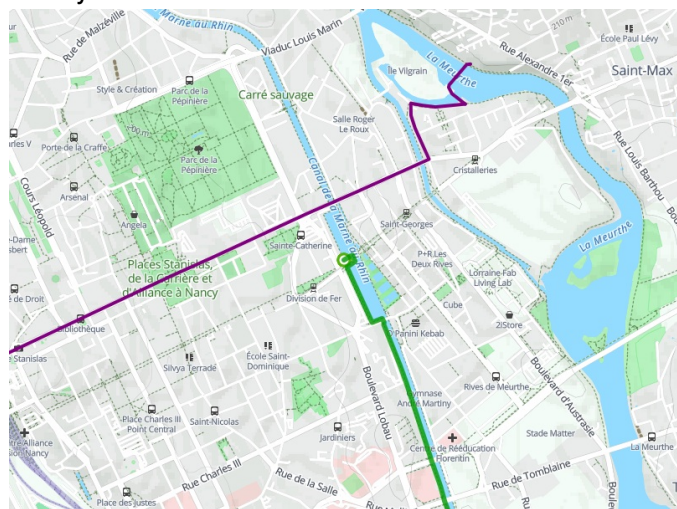 Rue de Malzéville
Marne au Rhin
Viaduc Louis Marin
210 m
École Paul Lévy
La Meurthe
Rue Alexandre 1er
Île Vilgrain
Saint-Max
Style & Création
Parc de la
Pépinière
Carré sauvage
Salle Roger
Le Roux
Porte de la Craffe
Parc de la
Pépinière
Canal de la Marne au Rhin
Cristalleries
Rue Louis Barthou
Cours Léopold
Arsenal
Angela
Saint-Georges
Sainte-Catherine
La Meurthe
Places Stanislas,
de la Carrière et
d'Alliance à Nancy
P+R Les
Deux Rives
Lorraine Fab
Living Lab
de Droit
Division de Fer
Cube
2iStore
Bibliothèque
O'Panini Kebab
Stanislas
Silvya Terrade
École Saint-
Dominique
Boulevard Lobau
Gymnase
André Martiny
Rives de Meurthe
Boulevard d'Austrasie
Place Charles III
Point Central
Saint-Nicolas
Jardiniers
Stade Matter
Centre de Rééducation
Florentin
La Meurthe
Rue Charles III
Rue de la Salle
Rue de Tomblaine
Place des Justes